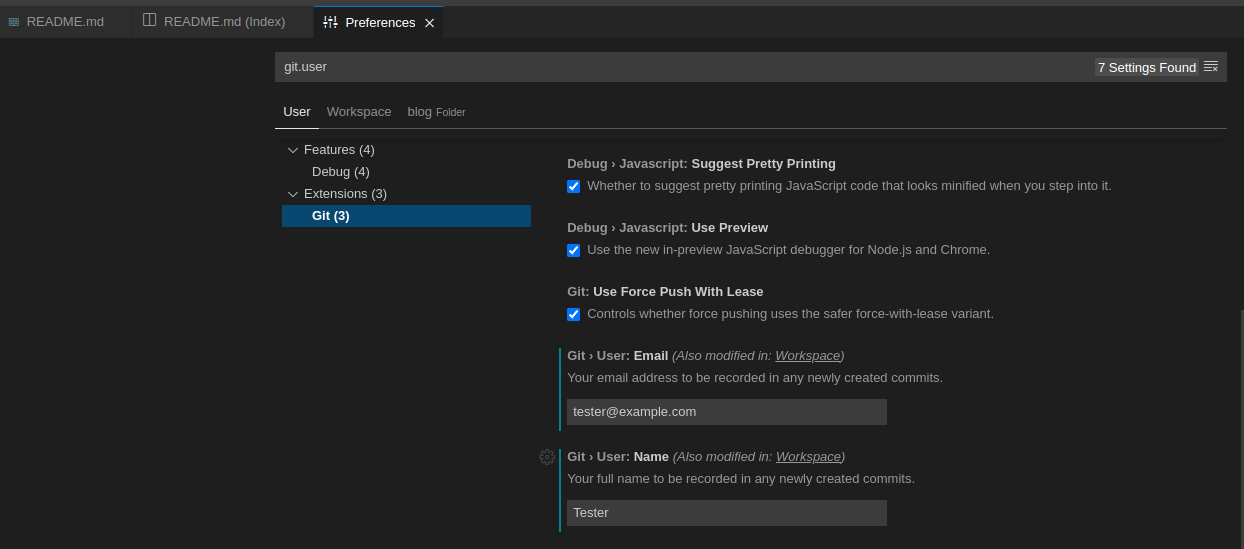 README.md
README.md (Index)
Preferences
git.user
7 Settings Found
User Workspace blog Folder
Features (4)
Debug (4)
Extensions (3)
Git (3)
Debug › Javascript: Suggest Pretty Printing
Whether to suggest pretty printing JavaScript code that looks minified when you step into it.
Debug › Javascript: Use Preview
Use the new in-preview JavaScript debugger for Node.js and Chrome.
Git: Use Force Push With Lease
Controls whether force pushing uses the safer force-with-lease variant.
Git › User: Email (Also modified in: Workspace)
Your email address to be recorded in any newly created commits.
tester@example.com
Git › User: Name (Also modified in: Workspace)
Your full name to be recorded in any newly created commits.
Tester